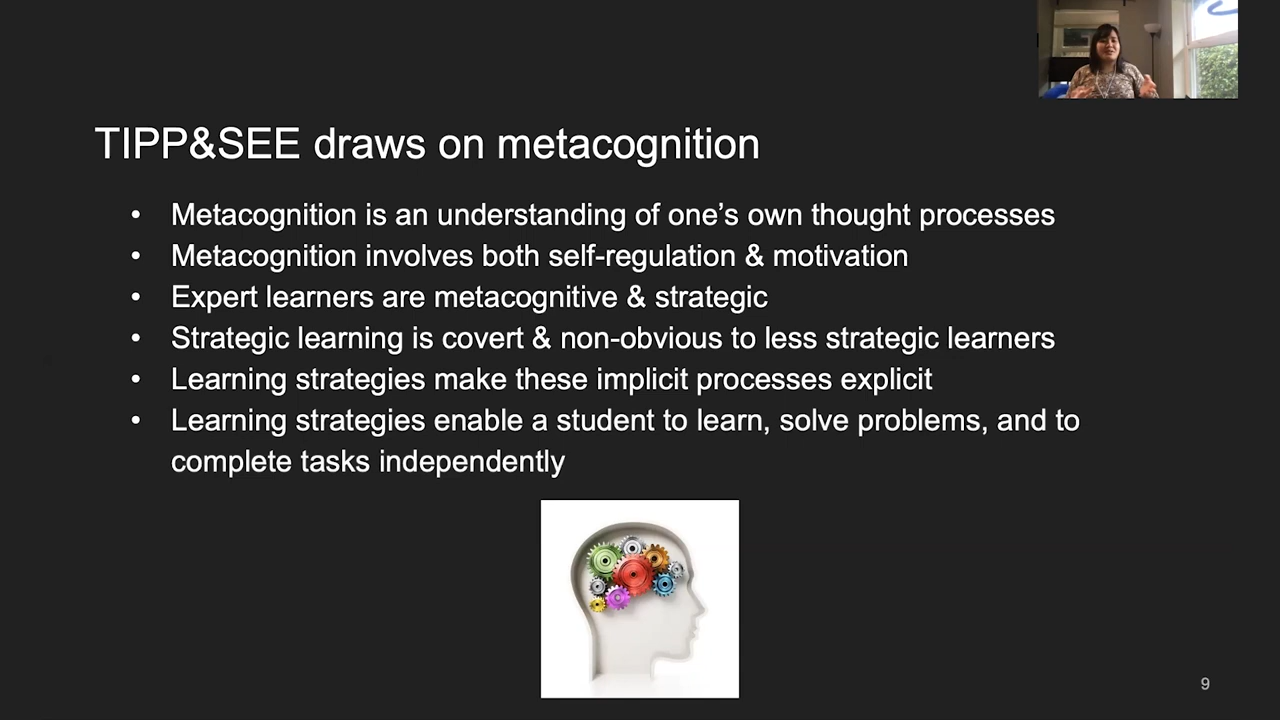 TIPP&SEE draws on metacognition
• Metacognition is an understanding of one’s own thought processes
• Metacognition involves both self-regulation & motivation
• Expert learners are metacognitive & strategic
• Strategic learning is covert & non-obvious to less strategic learners
• Learning strategies make these implicit processes explicit
• Learning strategies enable a student to learn, solve problems, and to
complete tasks independently
9